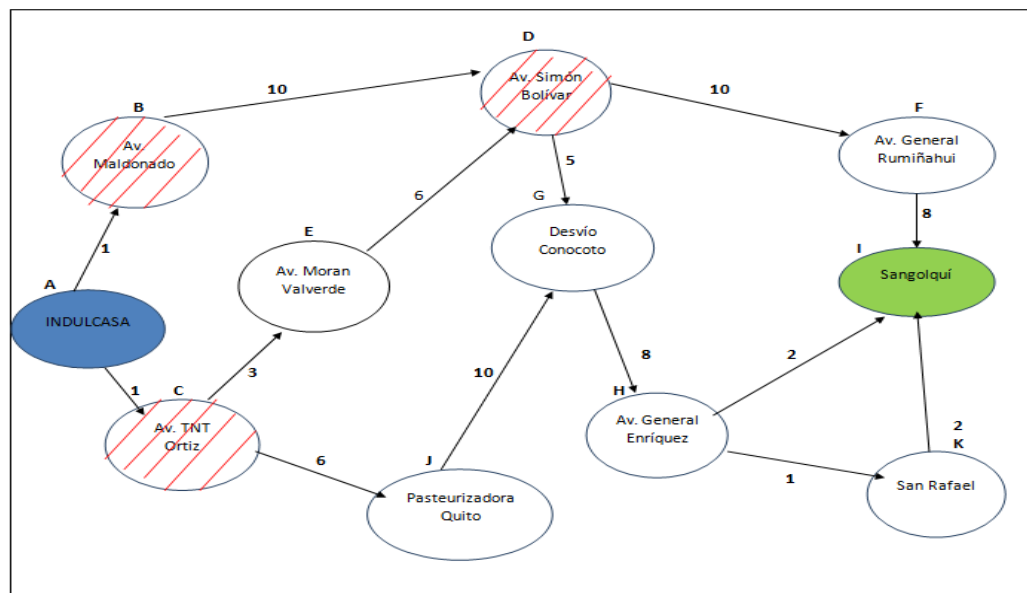 D
Av. Simón
Bolívar
10
10
B
F
Av.
Maldonado
Av. General
Rumiñahui
5
6
G
8
1
E
Desvío
Conocoto
I
Av. Moran
Valverde
Sangolquí
A
INDULCASA
8
2
3
10
1
C
H
Av. TNT
Ortiz
Av. General
Enríquez
2
6
J
K
1
Pasteurizadora
Quito
San Rafael